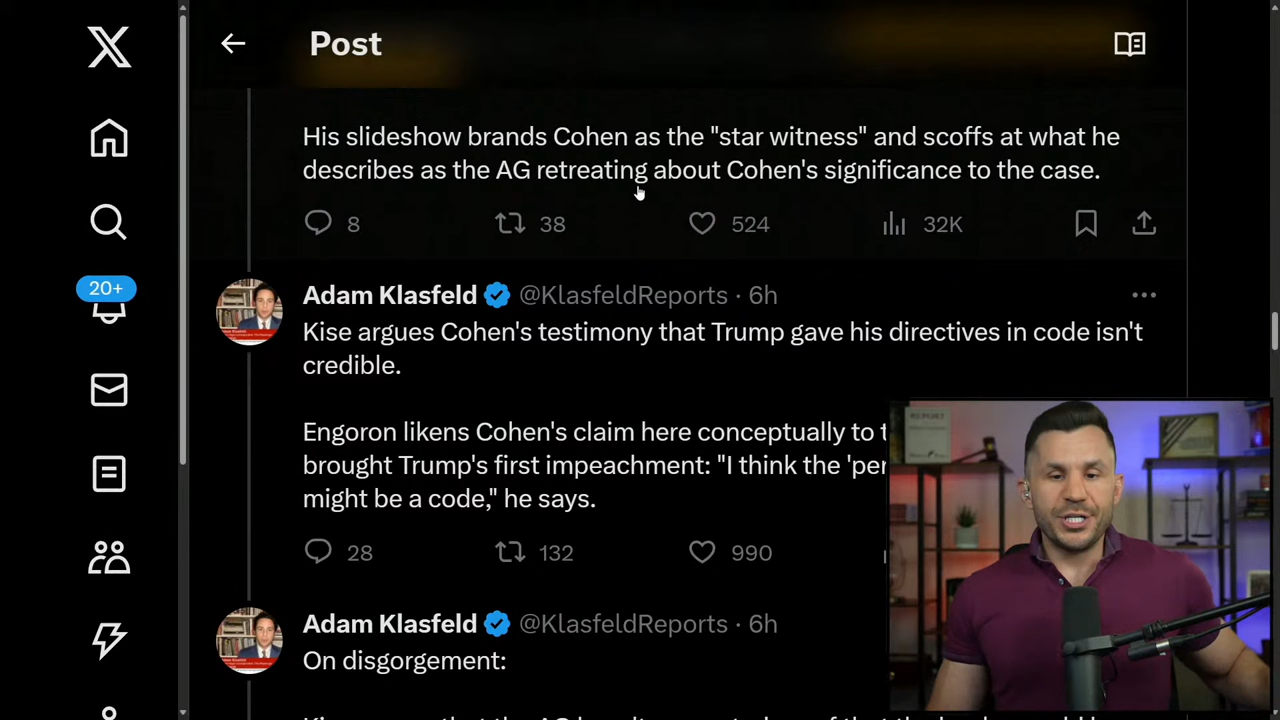 Post
His slideshow brands Cohen as the "star witness" and scoffs at what he
describes as the AG retreating about Cohen's significance to the case.
8 38 524 32K
20+
Adam Klasfeld @KlasfeldReports · 6h
Kise argues Cohen's testimony that Trump gave his directives in code isn't
credible.
Engoron likens Cohen's claim here conceptually to
brought Trump's first impeachment: "I think the
might be a code," he says.
28 132 990
Adam Klasfeld @KlasfeldReports · 6h
On disgorgement: